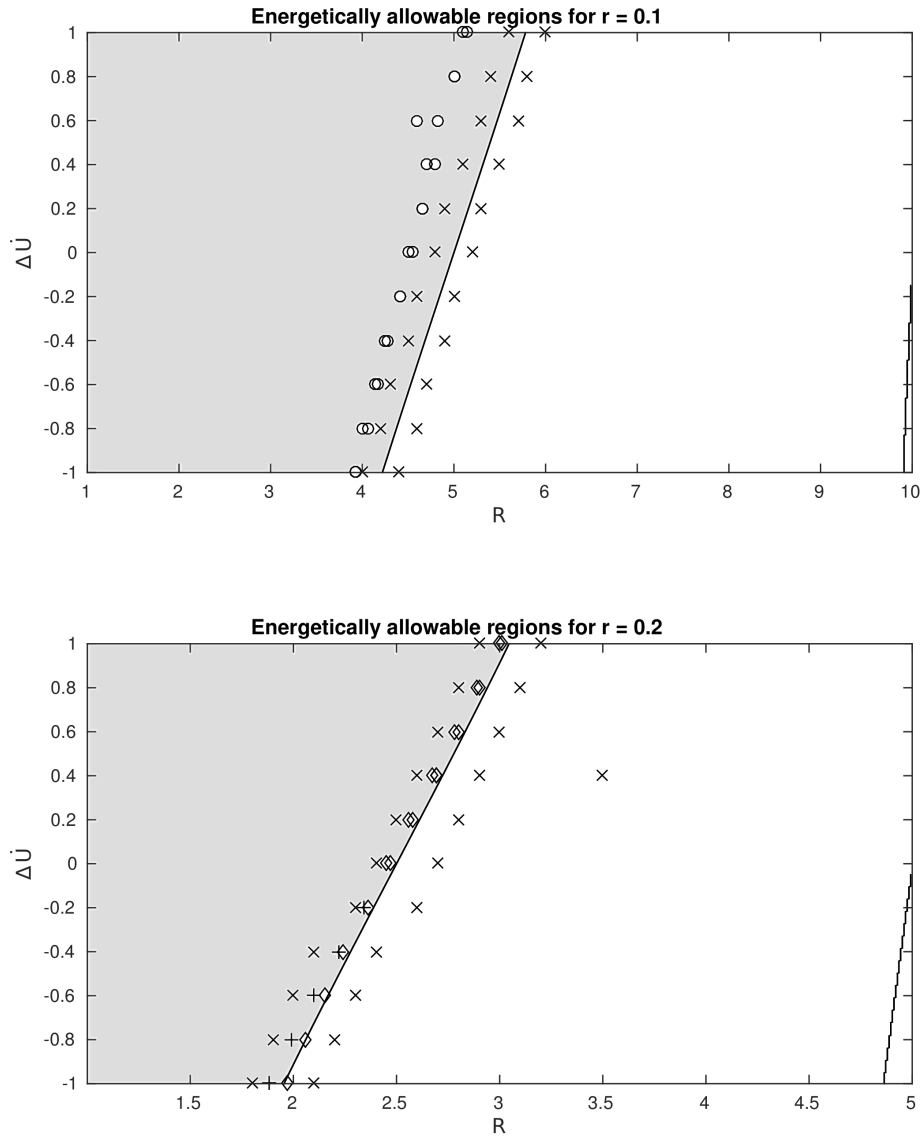 Energetically allowable regions for r = 0.1
1
0.8
0.6
0.4
0.2
0
-0.2
-0.4
-0.6
-0.8
-1
ΔU̇
1 2 3 4 5 6 7 8 9 10
R
Energetically allowable regions for r = 0.2
1
0.8
0.6
0.4
0.2
0
-0.2
-0.4
-0.6
-0.8
-1
ΔU̇
1.5 2 2.5 3 3.5 4 4.5 5
R